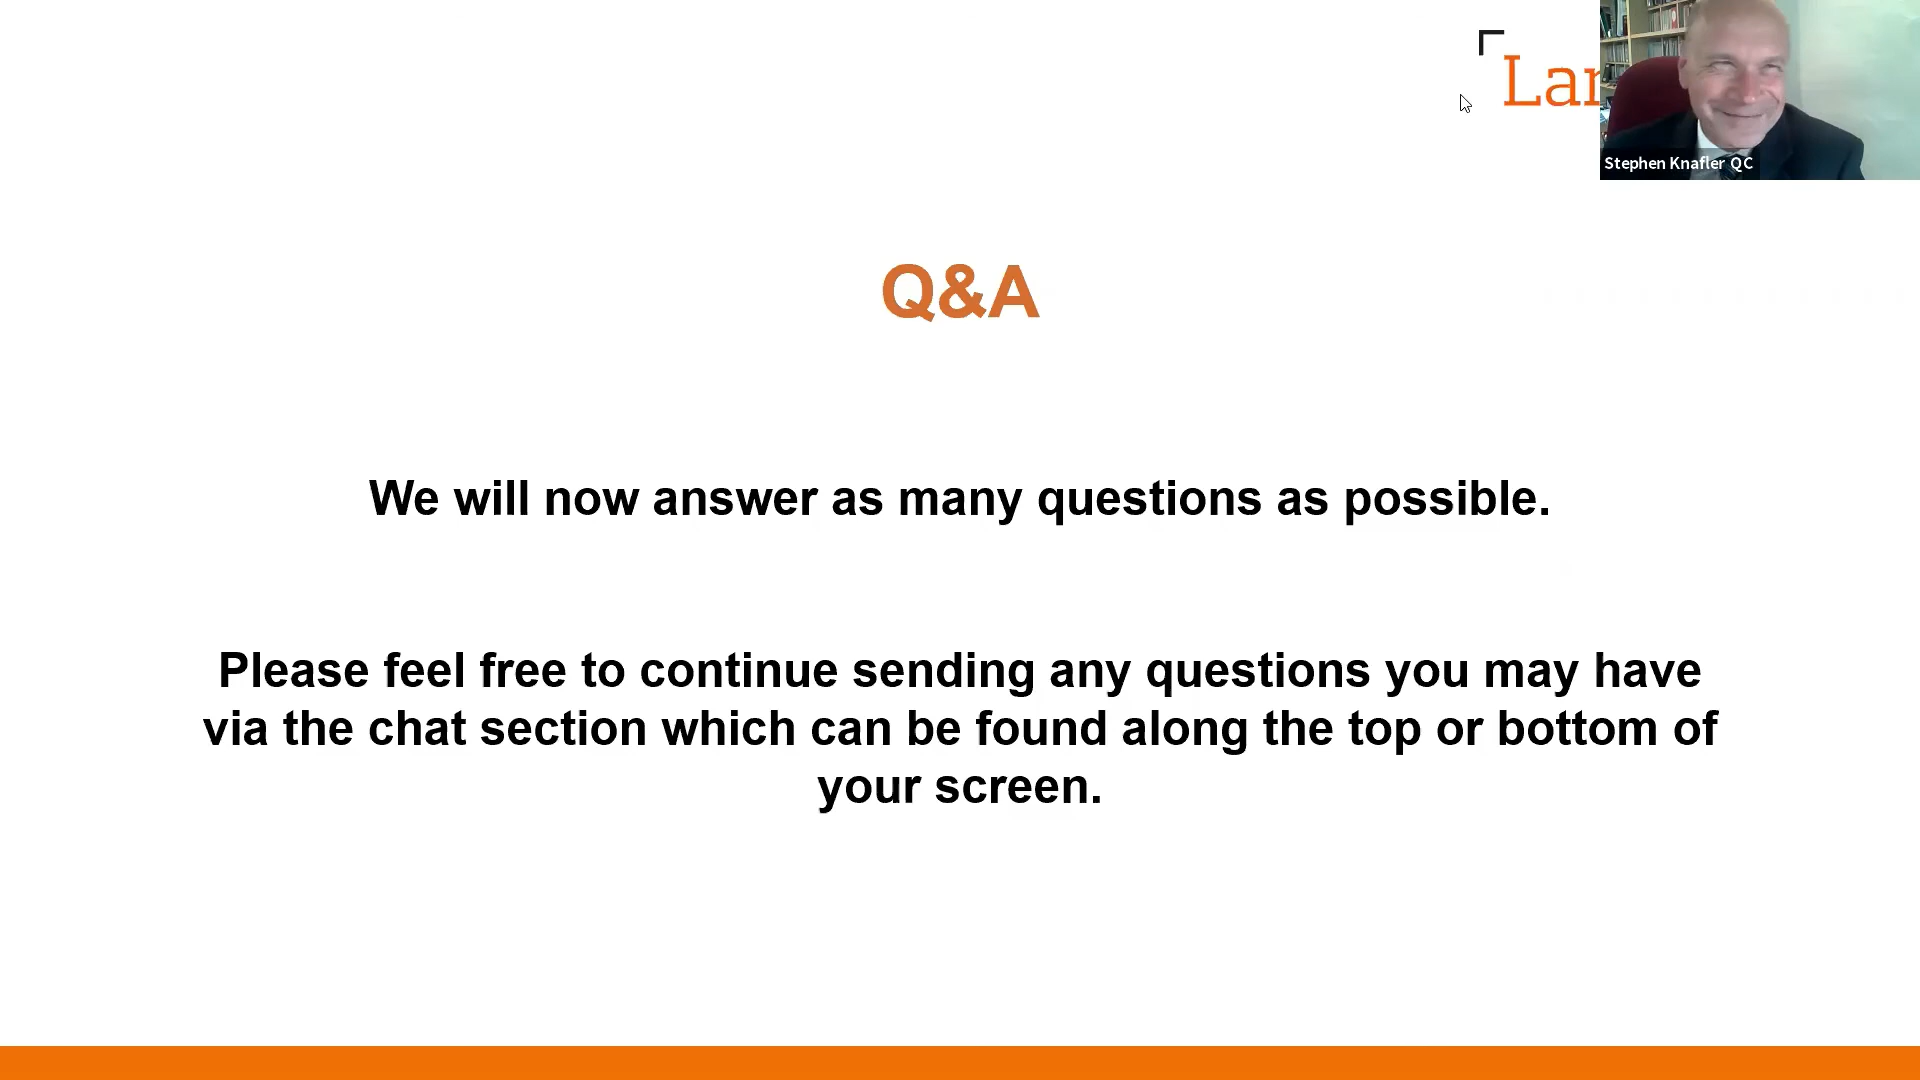 Lan
Stephen Knafler QC
Q&A
We will now answer as many questions as possible.
Please feel free to continue sending any questions you may have
via the chat section which can be found along the top or bottom of
your screen.